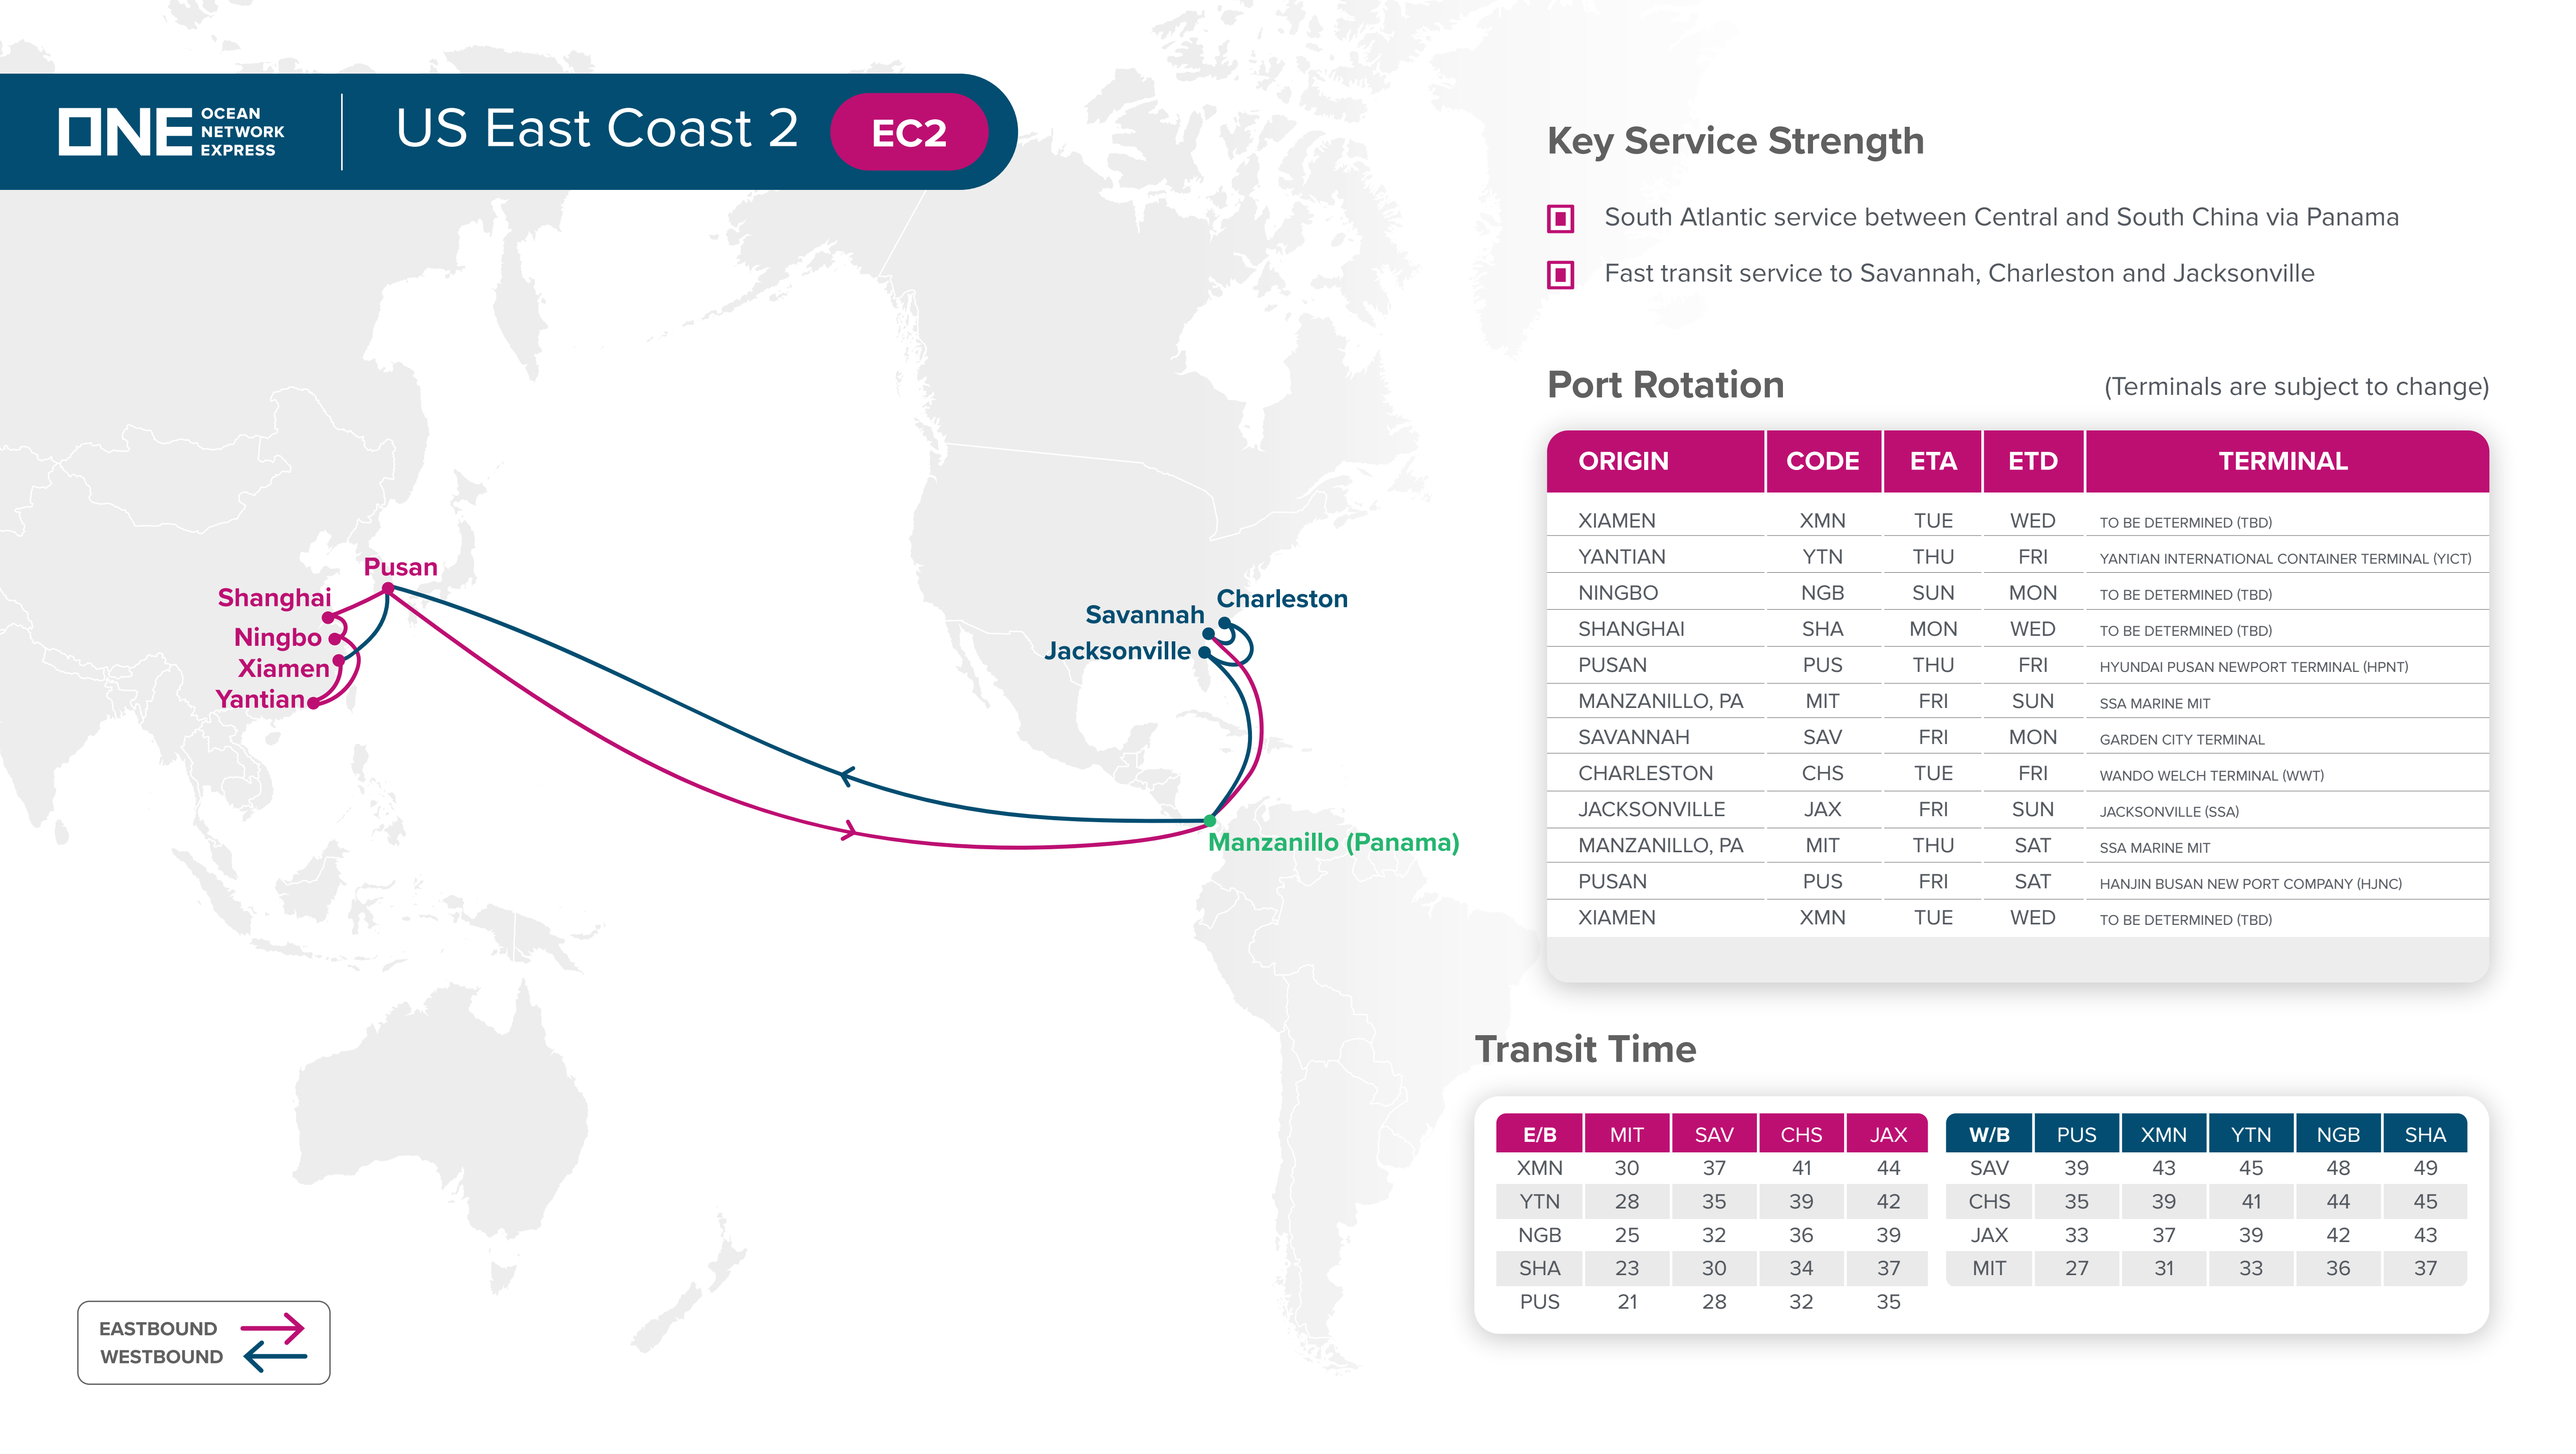 ONE OCEAN NETWORK EXPRESS
US East Coast 2 EC2
Pusan
Shanghai
Ningbo
Xiamen
Yantian
Charleston
Savannah
Jacksonville
Manzanillo (Panama)
EASTBOUND
WESTBOUND
Key Service Strength
South Atlantic service between Central and South China via Panama
Fast transit service to Savannah, Charleston and Jacksonville
Port Rotation (Terminals are subject to change)
ORIGIN CODE ETA ETD TERMINAL
XIAMEN XMN TUE WED TO BE DETERMINED (TBD)
YANTIAN YTN THU FRI YANTIAN INTERNATIONAL CONTAINER TERMINAL (YICT)
NINGBO NGB SUN MON TO BE DETERMINED (TBD)
SHANGHAI SHA MON WED TO BE DETERMINED (TBD)
PUSAN PUS THU FRI HYUNDAI PUSAN NEWPORT TERMINAL (HPNT)
MANZANILLO, PA MIT FRI SUN SSA MARINE MIT
SAVANNAH SAV FRI MON GARDEN CITY TERMINAL
CHARLESTON CHS TUE FRI WANDO WELCH TERMINAL (WWT)
JACKSONVILLE JAX FRI SUN JACKSONVILLE (SSA)
MANZANILLO, PA MIT THU SAT SSA MARINE MIT
PUSAN PUS FRI SAT HANJIN BUSAN NEW PORT COMPANY (HJNC)
XIAMEN XMN TUE WED TO BE DETERMINED (TBD)
Transit Time
E/B MIT SAV CHS JAX
XMN 30 37 41 44
YTN 28 35 39 42
NGB 25 32 36 39
SHA 23 30 34 37
PUS 21 28 32 35
W/B PUS XMN YTN NGB SHA
SAV 39 43 45 48 49
CHS 35 39 41 44 45
JAX 33 37 39 42 43
MIT 27 31 33 36 37